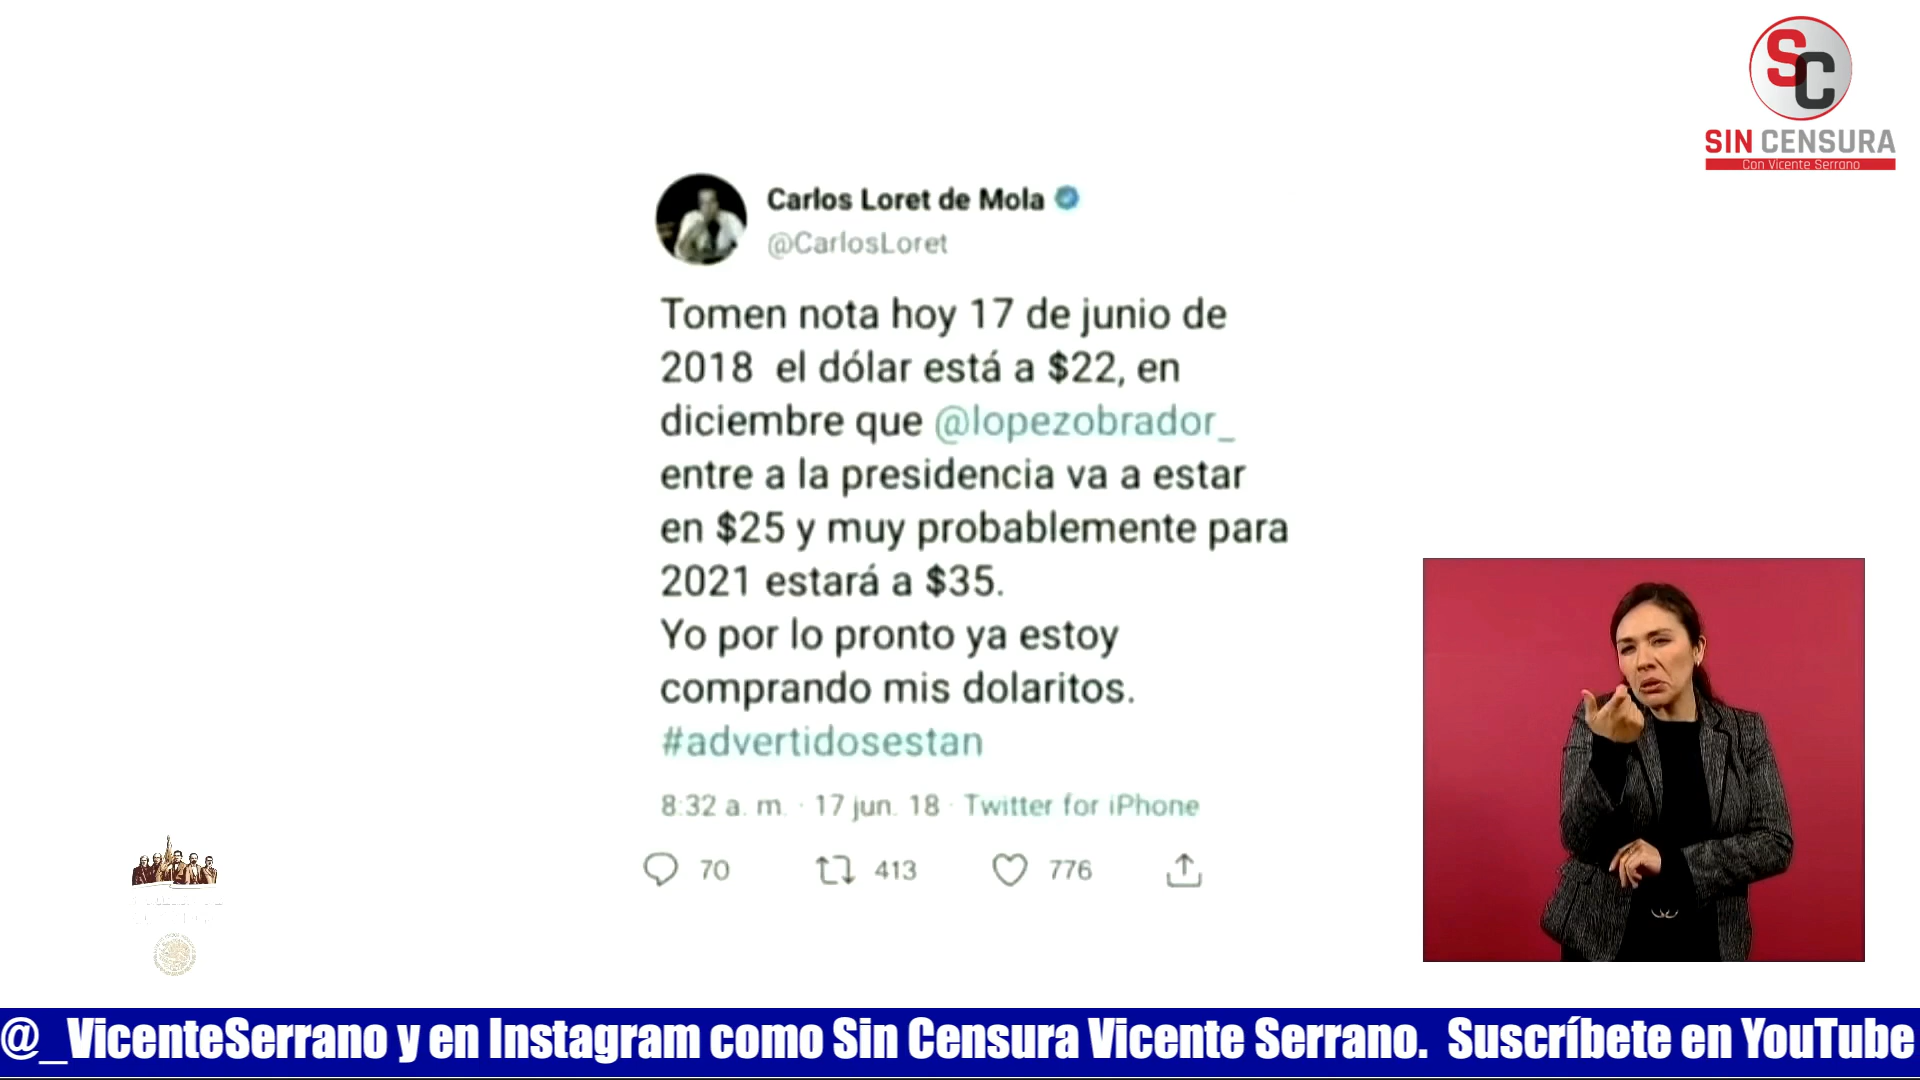 SC
SIN CENSURA
Con Vicente Serrano
Carlos Loret de Mola
@CarlosLoret
Tomen nota hoy 17 de junio de
2018 el dólar está a $22, en
diciembre que @lopezobrador_
entre a la presidencia va a estar
en $25 y muy probablemente para
2021 estará a $35.
Yo por lo pronto ya estoy
comprando mis dolaritos.
#advertidosestan
8:32 a. m. · 17 jun. 18 · Twitter for iPhone
70 413 776
@_VicenteSerrano y en Instagram como Sin Censura Vicente Serrano. Suscríbete en YouTube